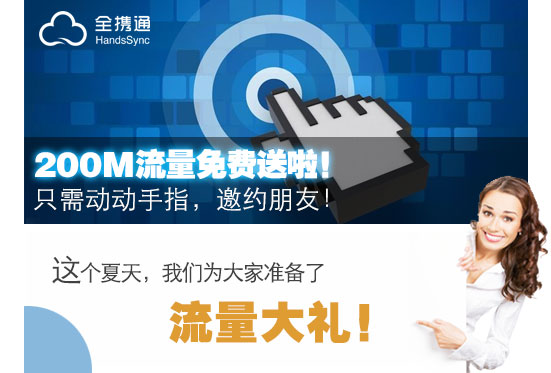 全携通
HandsSync
200M流量免费送啦!
只需动动手指，邀约朋友!
这个夏天，我们为大家准备了
流量大礼!